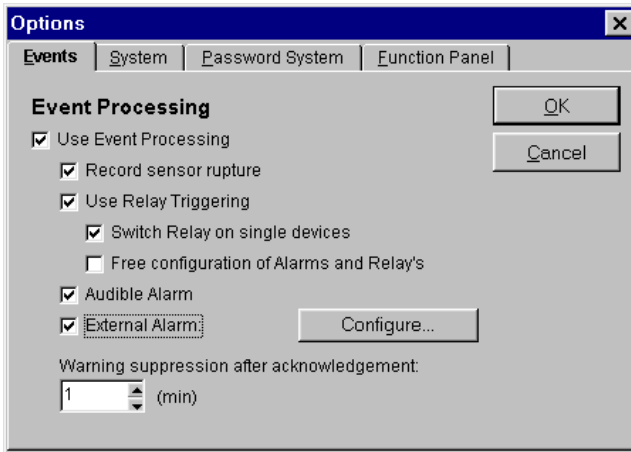 Options
Events System Password System Function Panel
Event Processing
OK
Use Event Processing
Cancel
Record sensor rupture
Use Relay Triggering
Switch Relay on single devices
Free configuration of Alarms and Relay's
Audible Alarm
External Alarm:
Configure...
Warning suppression after acknowledgement:
1 (min)